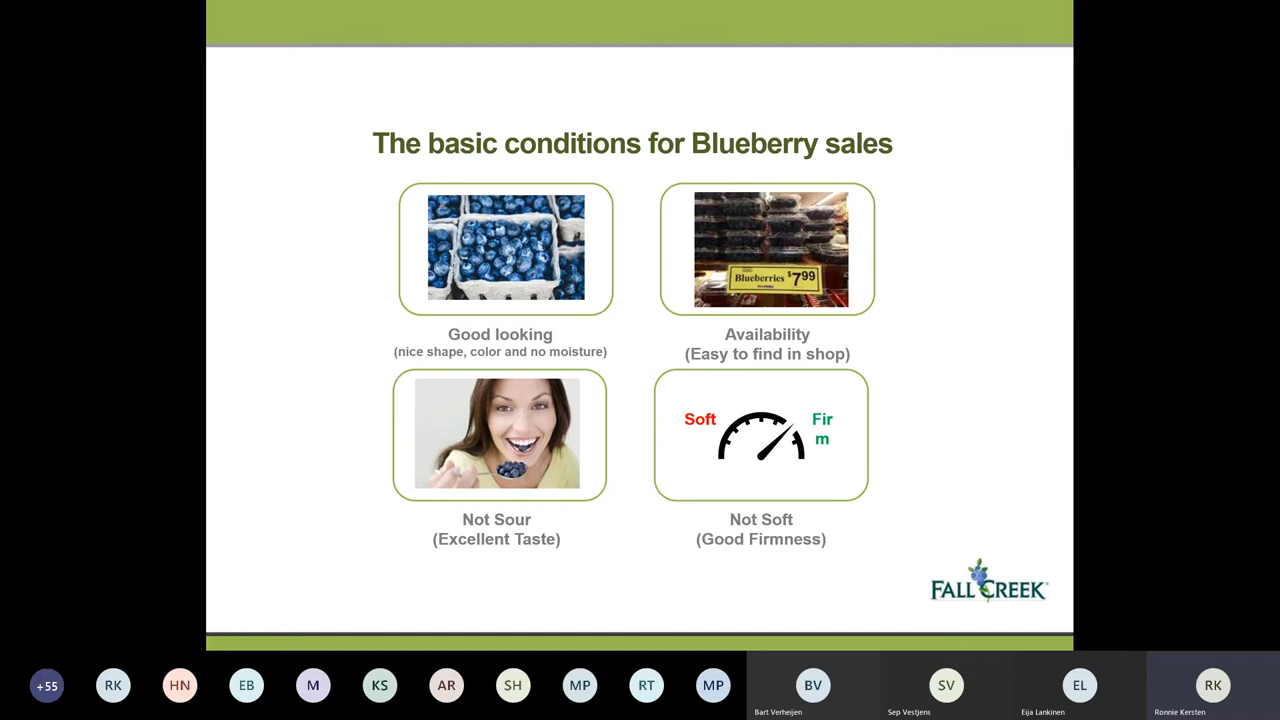 The basic conditions for Blueberry sales
Blueberries $7.99
Good looking
(nice shape, color and no moisture)
Availability
(Easy to find in shop)
Soft
Fir
m
Not Sour
(Excellent Taste)
Not Soft
(Good Firmness)
FALL CREEK
+55
RK
HN
EB
M
KS
AR
SH
MP
RT
MP
BV
SV
EL
RK
Bart Verheijen
Sep Vestjens
Eija Lankinen
Ronnie Kersten